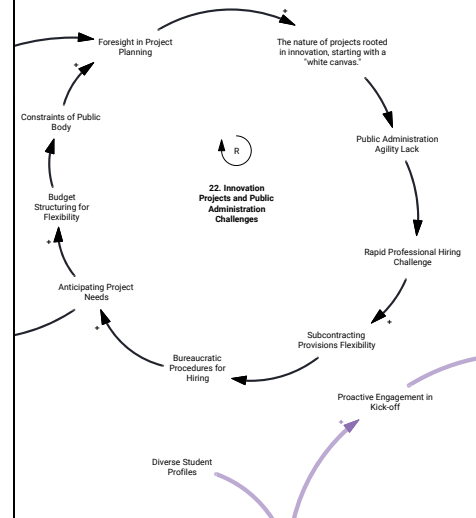 +
Foresight in Project
Planning
The nature of projects rooted
in innovation, starting with a
"white canvas."
+
Constraints of Public
Body
Public Administration
Agility Lack
R
22. Innovation
Projects and Public
Administration
Challenges
Budget
Structuring for
Flexibility
+
Rapid Professional Hiring
Challenge
Anticipating Project
Needs
+
+
Subcontracting
Provisions Flexibility
Bureaucratic
Procedures for
Hiring
Proactive Engagement in
Kick-off
+
Diverse Student
Profiles